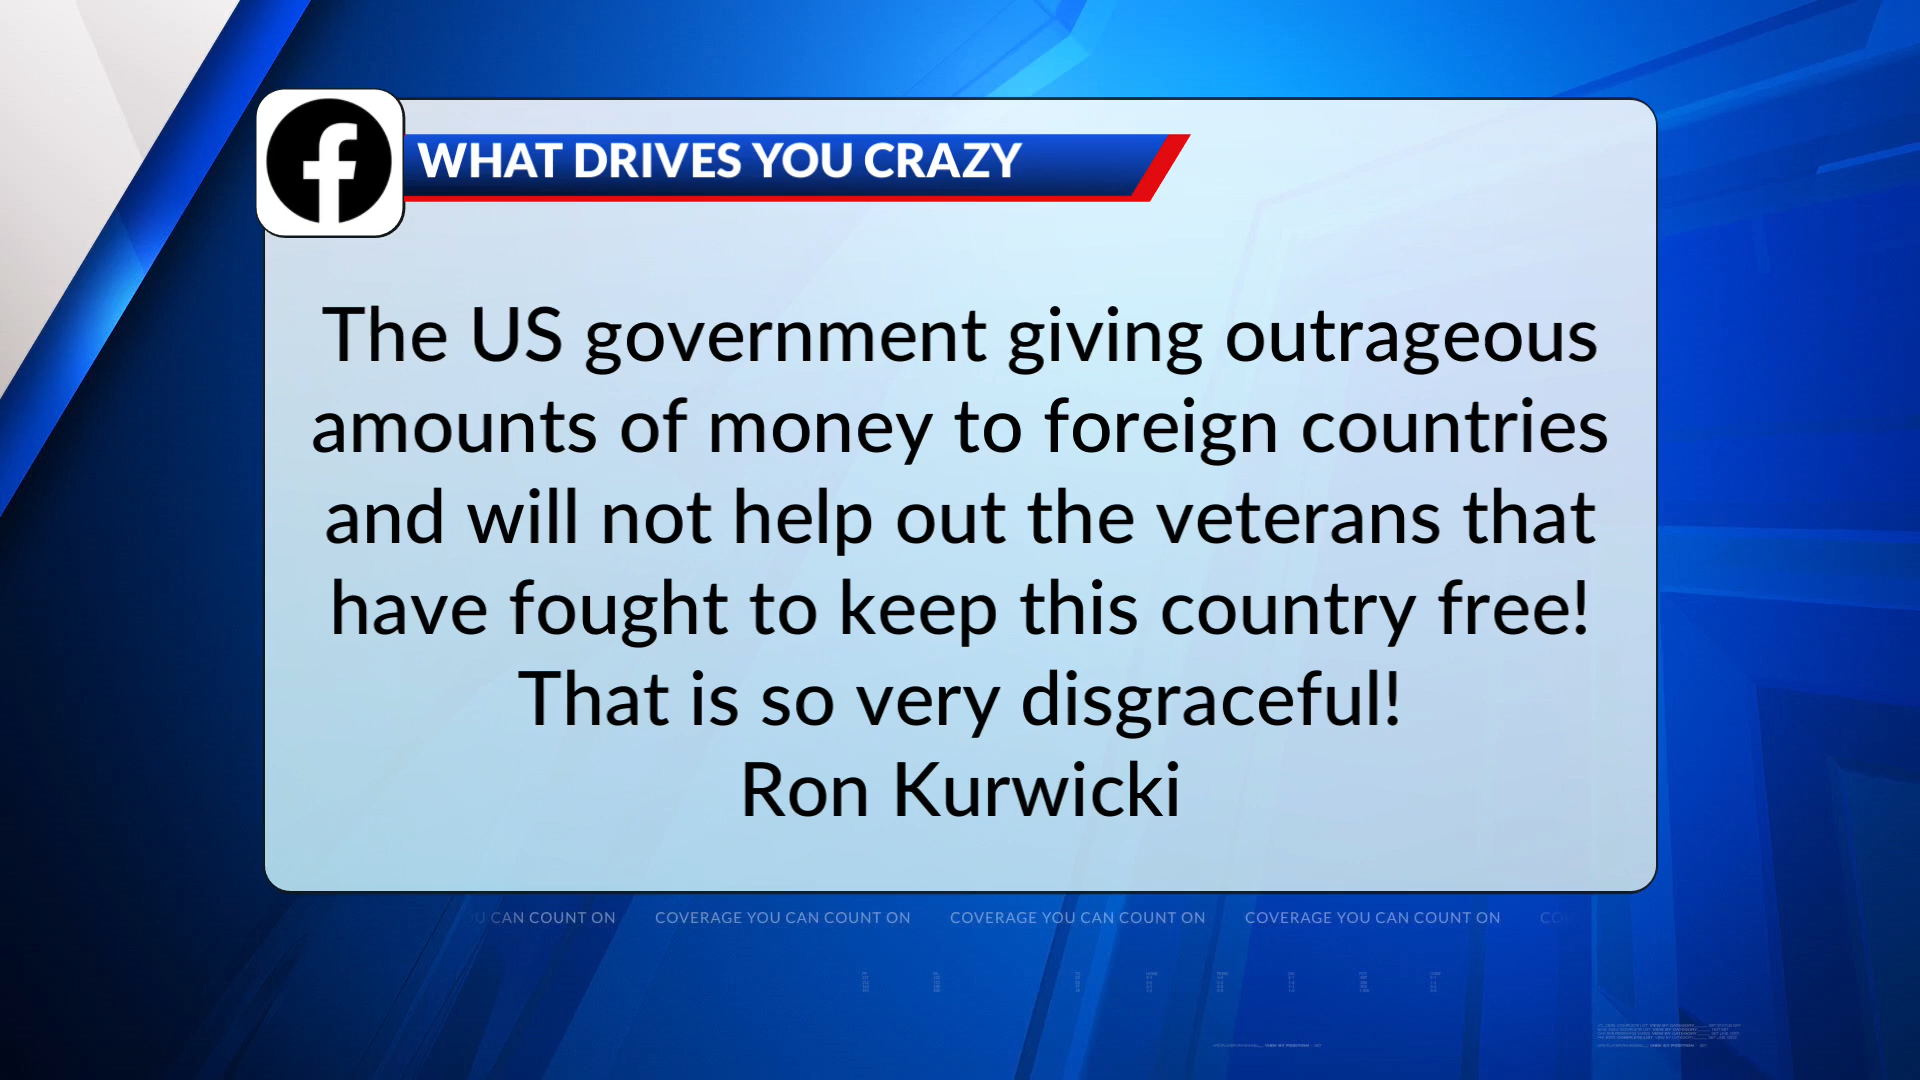 WHAT DRIVES YOU CRAZY
The US government giving outrageous
amounts of money to foreign countries
and will not help out the veterans that
have fought to keep this country free!
That is so very disgraceful!
Ron Kurwicki
U CAN COUNT ON COVERAGE YOU CAN COUNT ON COVERAGE YOU CAN COUNT ON COVERAGE YOU CAN COUNT ON